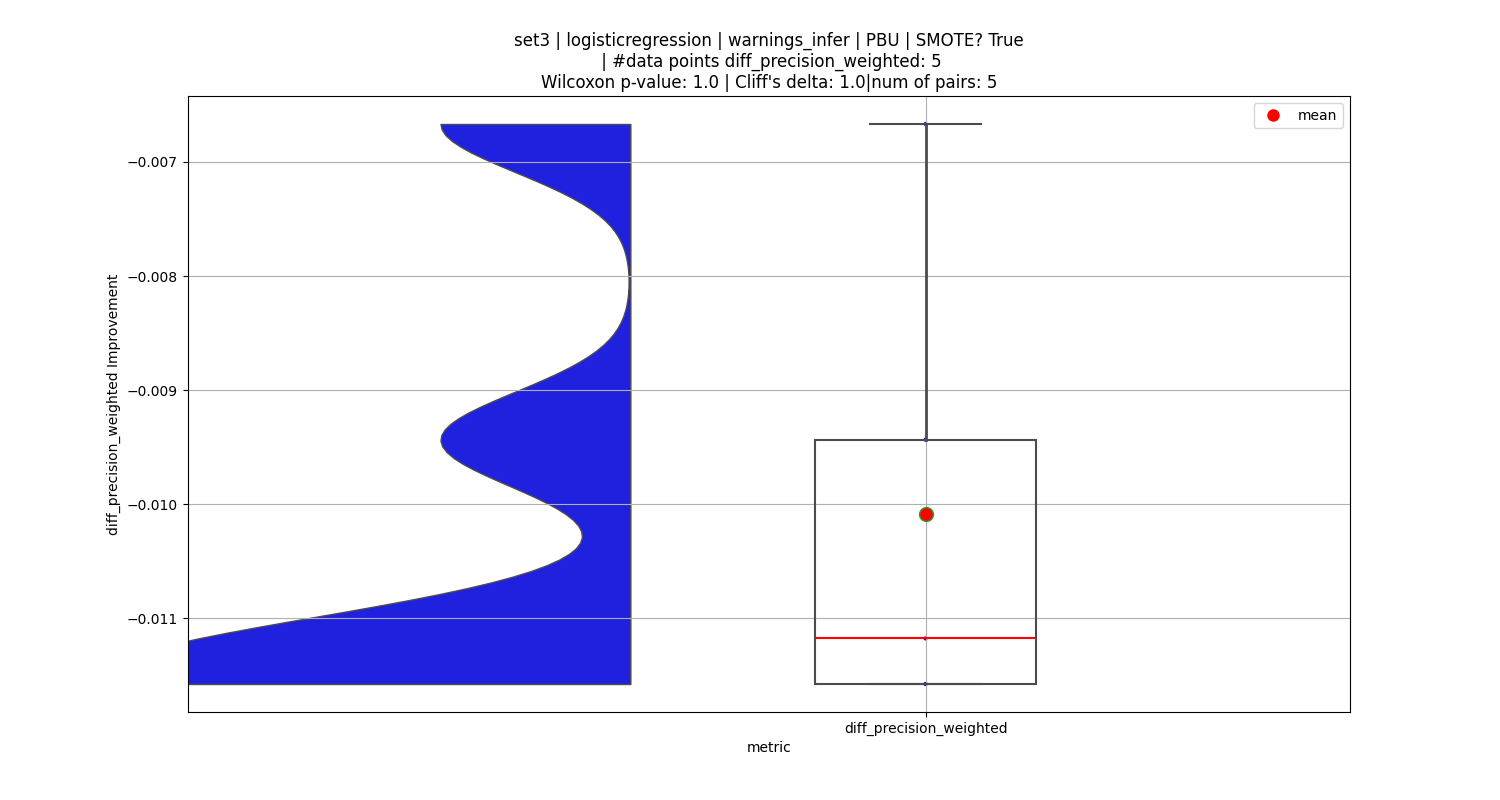 set3 | logisticregression | warnings_infer | PBU | SMOTE? True
| #data points diff_precision_weighted: 5
Wilcoxon p-value: 1.0 | Cliff's delta: 1.0|num of pairs: 5
mean
−0.007
−0.008
−0.009
−0.010
−0.011
diff_precision_weighted Improvement
diff_precision_weighted
metric